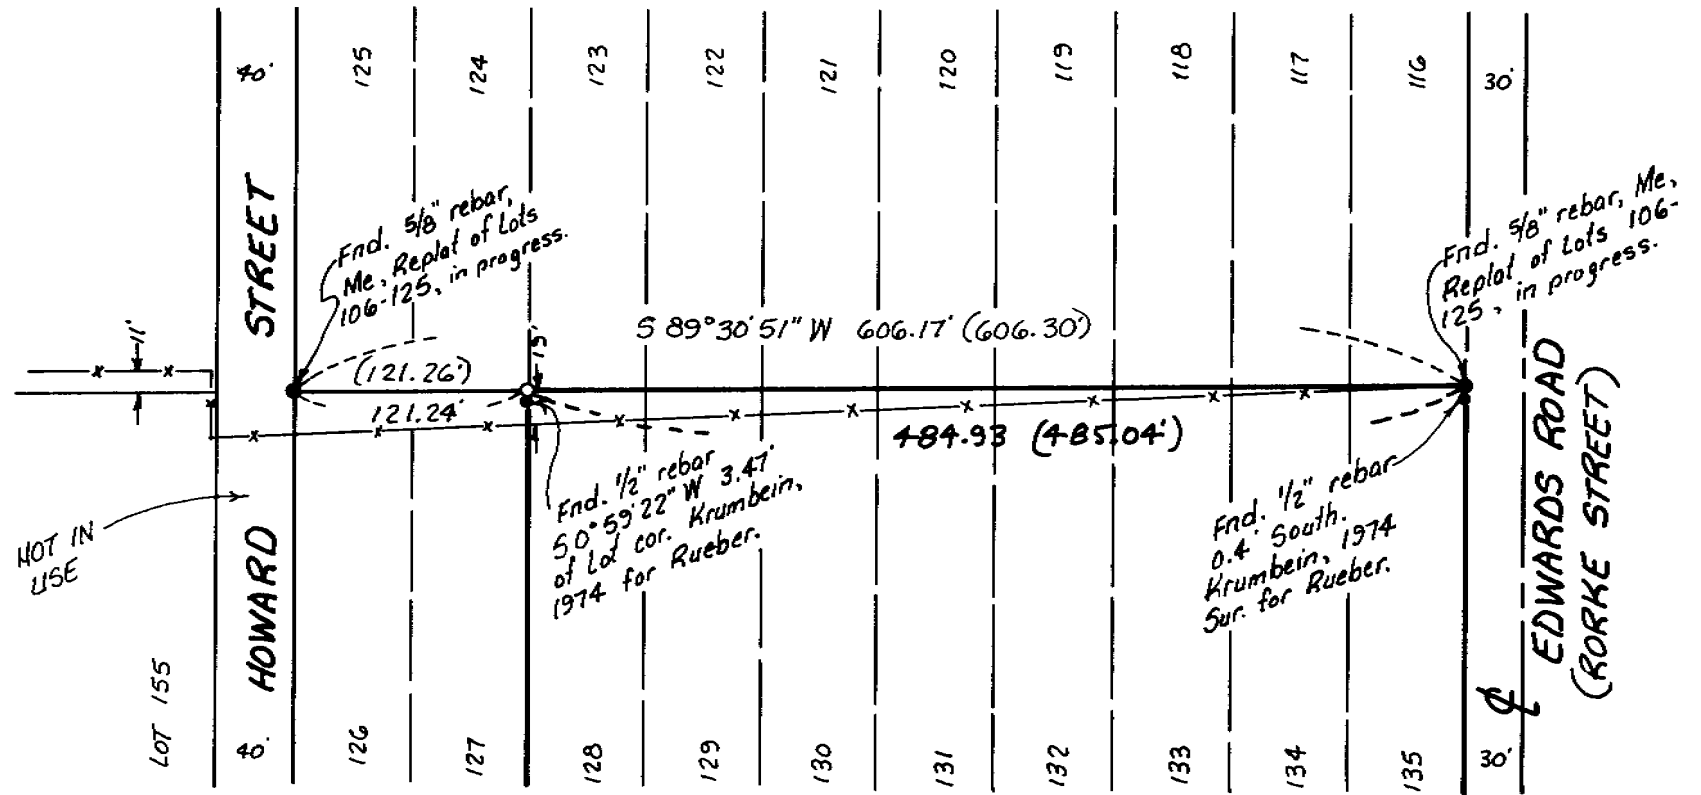 40'
125
124
123
122
121
120
119
118
117
116
30'
Fnd. 5/8" rebar,
Me, Replat of Lots
106-125, in progress.
Fnd. 5/8" rebar, Me,
Replat of Lots 106-
125, in progress.
HOWARD STREET
11'
S 89°30'51" W 606.17' (606.30')
(121.26')
15'
121.24'
484.93 (485.04')
Fnd. 1/2" rebar
S 0°59'22" W 3.47'
of Lot cor. Krumbein,
1974 for Rueber.
Fnd. 1/2" rebar
0.4' South.
Krumbein, 1974
Sur. for Rueber.
NOT IN
USE
EDWARDS ROAD
(RORKE STREET)
℄
LOT 155
40.
126
127
128
129
130
131
132
133
134
135
30'